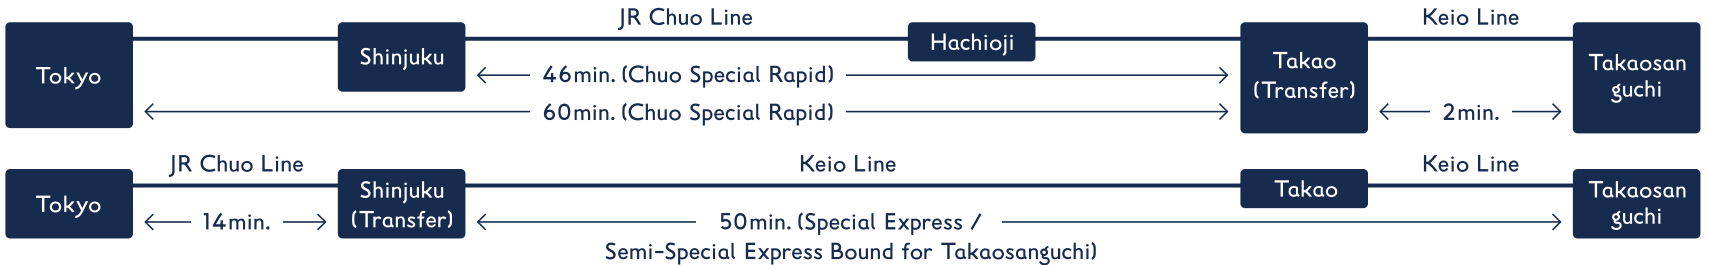 JR Chuo Line
Keio Line
Tokyo
Shinjuku
Hachioji
Takao
(Transfer)
Takaosan
guchi
46min. (Chuo Special Rapid)
60min. (Chuo Special Rapid)
2min.
JR Chuo Line
Keio Line
Keio Line
Tokyo
Shinjuku
(Transfer)
Takao
Takaosan
guchi
14min.
50min. (Special Express /
Semi-Special Express Bound for Takaosanguchi)